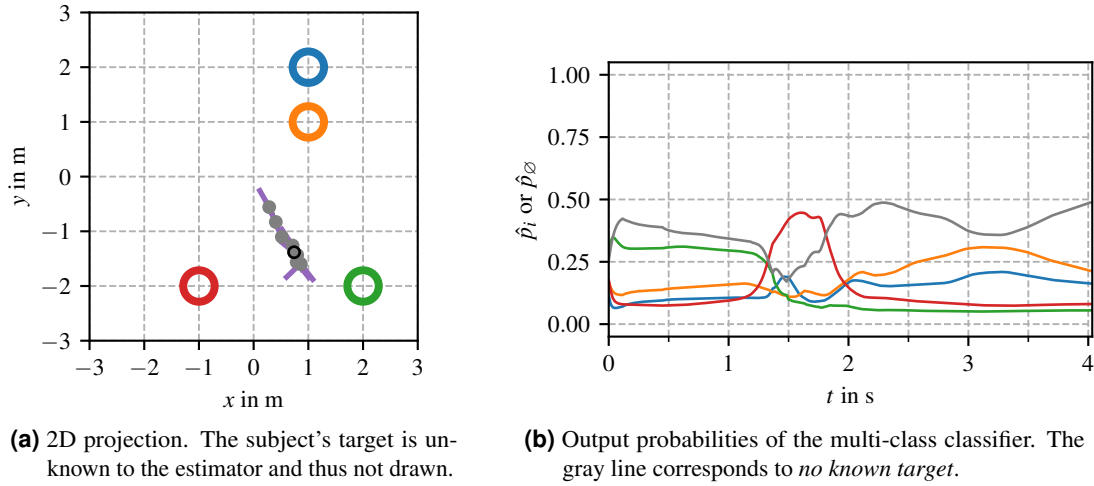 3
2
1
0
−1
−2
−3
−3 −2 −1 0 1 2 3
y in m
x in m
1.00
0.75
0.50
0.25
0.00
0 1 2 3 4
p̂ᵢ or p̂∅
t in s
(a) 2D projection. The subject's target is un-
known to the estimator and thus not drawn.
(b) Output probabilities of the multi-class classifier. The
gray line corresponds to no known target.